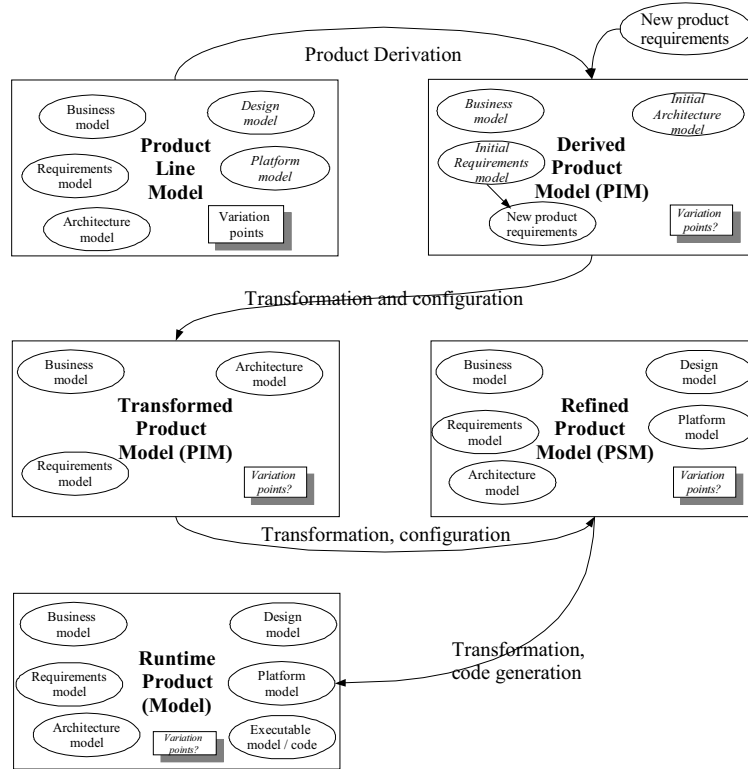 New product
requirements
Product Derivation
Business
model
Design
model
Product
Line
Model
Requirements
model
Platform
model
Architecture
model
Variation
points
Business
model
Initial
Architecture
model
Derived
Product
Model (PIM)
Initial
Requirements
model
New product
requirements
Variation
points?
Transformation and configuration
Business
model
Architecture
model
Transformed
Product
Model (PIM)
Requirements
model
Variation
points?
Business
model
Design
model
Refined
Product
Model (PSM)
Requirements
model
Platform
model
Architecture
model
Variation
points?
Transformation, configuration
Business
model
Design
model
Runtime
Product
(Model)
Requirements
model
Platform
model
Architecture
model
Variation
points?
Executable
model / code
Transformation,
code generation